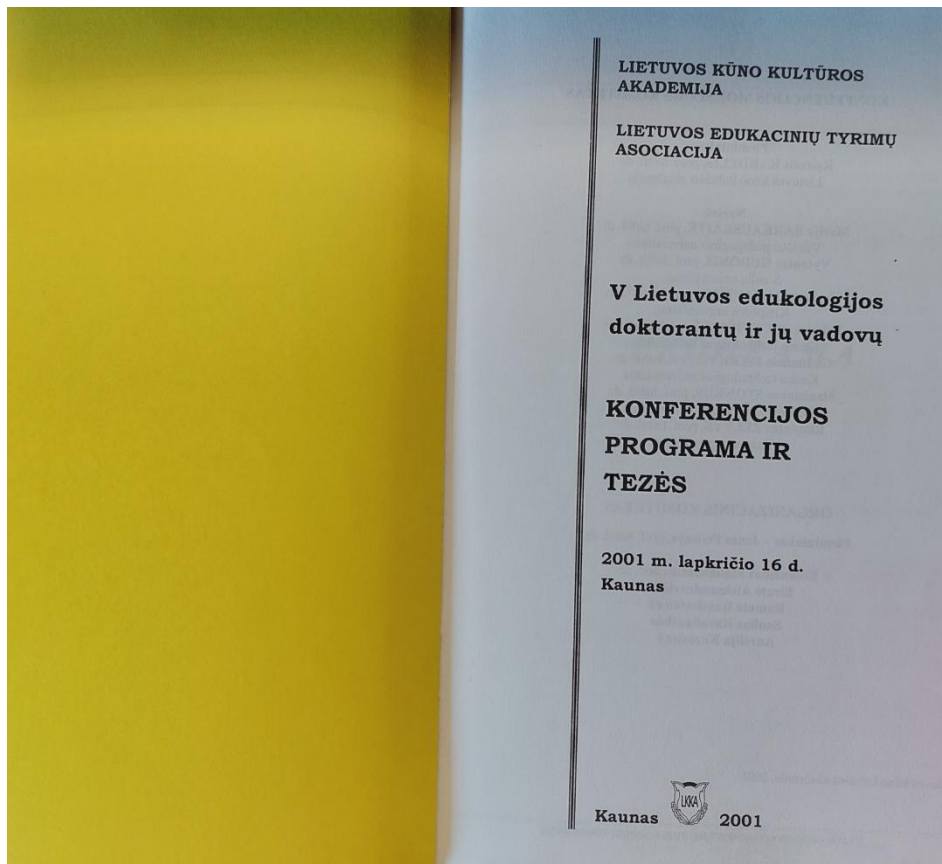 LIETUVOS KŪNO KULTŪROS
AKADEMIJA
LIETUVOS EDUKACINIŲ TYRIMŲ
ASOCIACIJA
V Lietuvos edukologijos
doktorantų ir jų vadovų
KONFERENCIJOS
PROGRAMA IR
TEZĖS
2001 m. lapkričio 16 d.
Kaunas
LKKA
Kaunas 2001